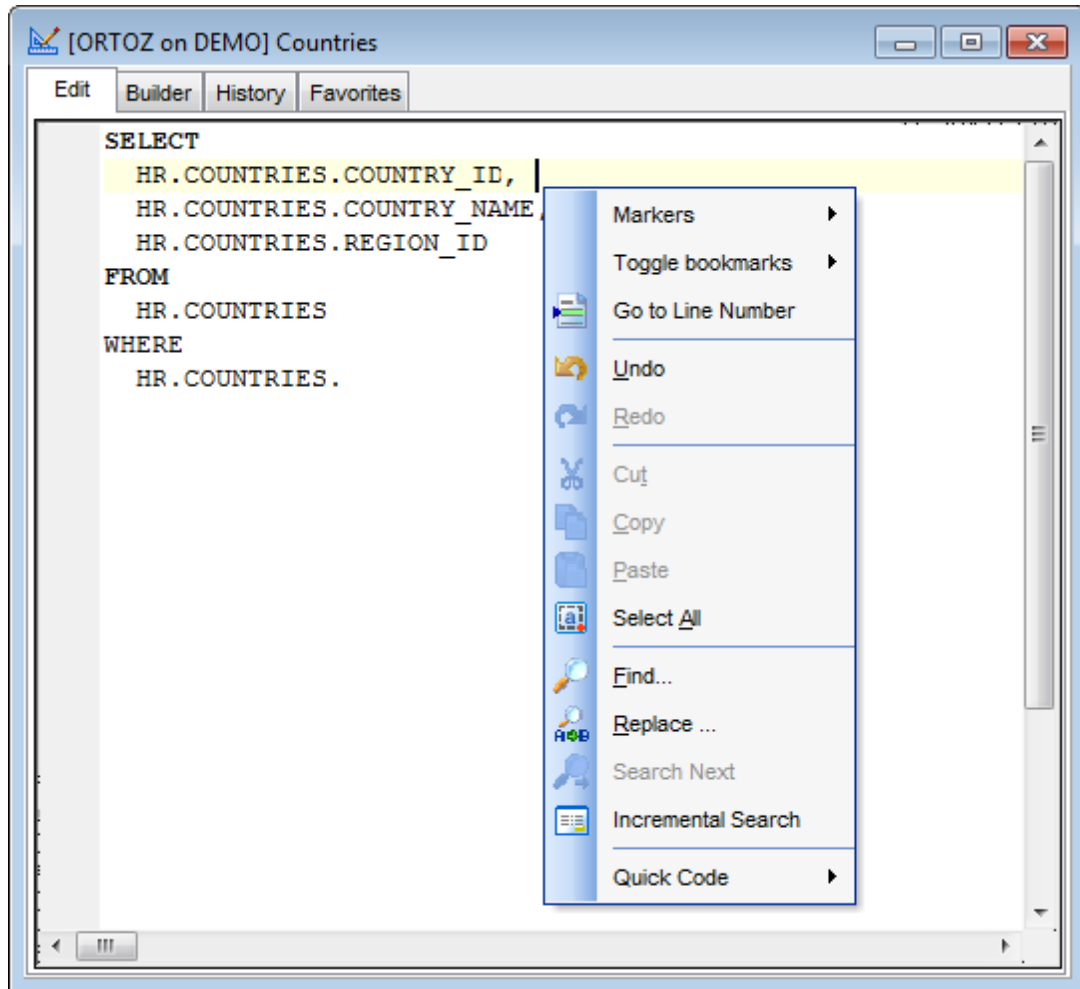 [ORTOZ on DEMO] Countries
Edit Builder History Favorites
SELECT
HR.COUNTRIES.COUNTRY_ID,
HR.COUNTRIES.COUNTRY_NAME,
HR.COUNTRIES.REGION_ID
FROM
HR.COUNTRIES
WHERE
HR.COUNTRIES.
Markers
Toggle bookmarks
Go to Line Number
Undo
Redo
Cut
Copy
Paste
Select All
Find...
Replace ...
Search Next
Incremental Search
Quick Code